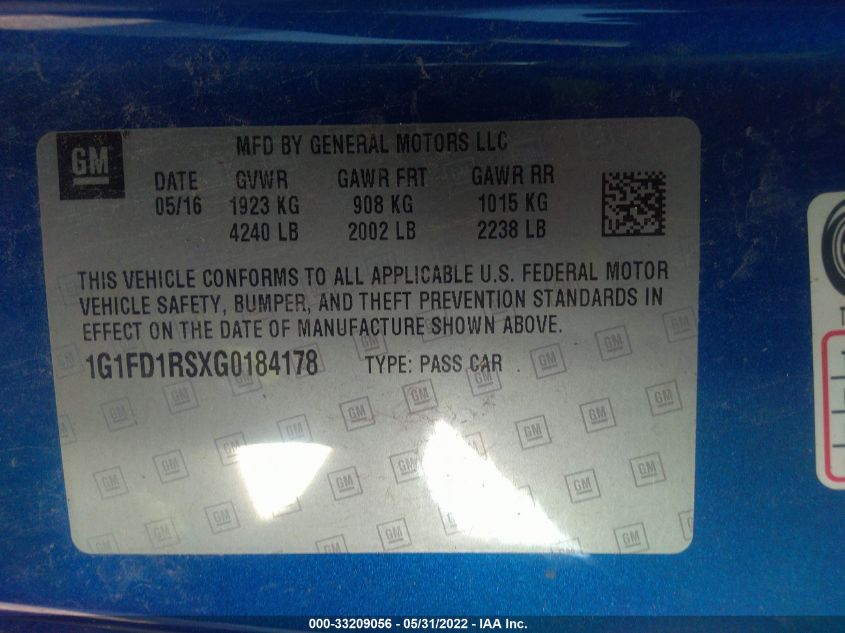 GM
MFD BY GENERAL MOTORS LLC
DATE GVWR GAWR FRT GAWR RR
05/16 1923 KG 908 KG 1015 KG
4240 LB 2002 LB 2238 LB
THIS VEHICLE CONFORMS TO ALL APPLICABLE U.S. FEDERAL MOTOR
VEHICLE SAFETY, BUMPER, AND THEFT PREVENTION STANDARDS IN
EFFECT ON THE DATE OF MANUFACTURE SHOWN ABOVE.
1G1FD1RSXG0184178 TYPE: PASS CAR
000-33209056 - 05/31/2022 - IAA Inc.